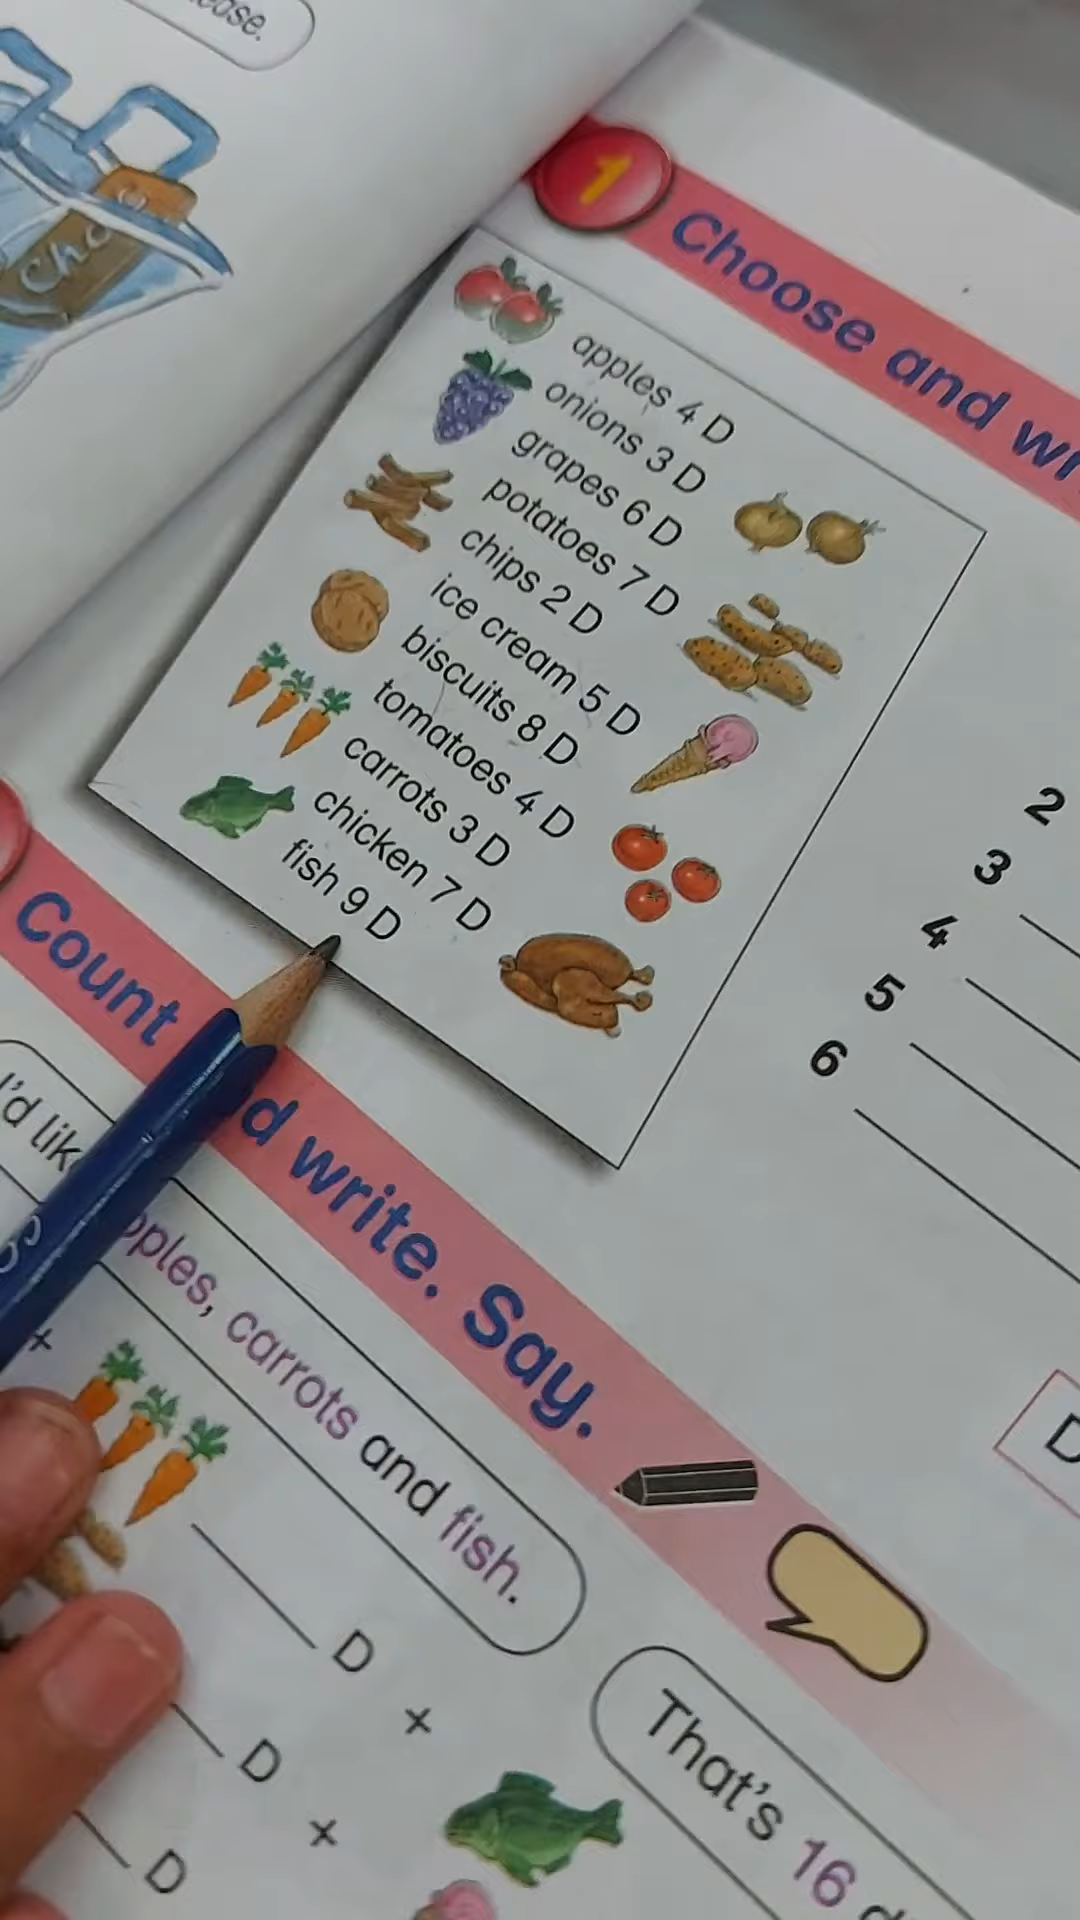 1 Choose and
apples 4 D
onions 3 D
grapes 6 D
potatoes 7 D
chips 2 D
ice cream 5 D
biscuits 8 D
tomatoes 4 D
carrots 3 D
chicken 7 D
fish 9 D
2
3
4
5
6
Count d write. Say.
I'd lik
pples, carrots and fish.
+
D
+
D
+
D
That's 16 d
D
Cho